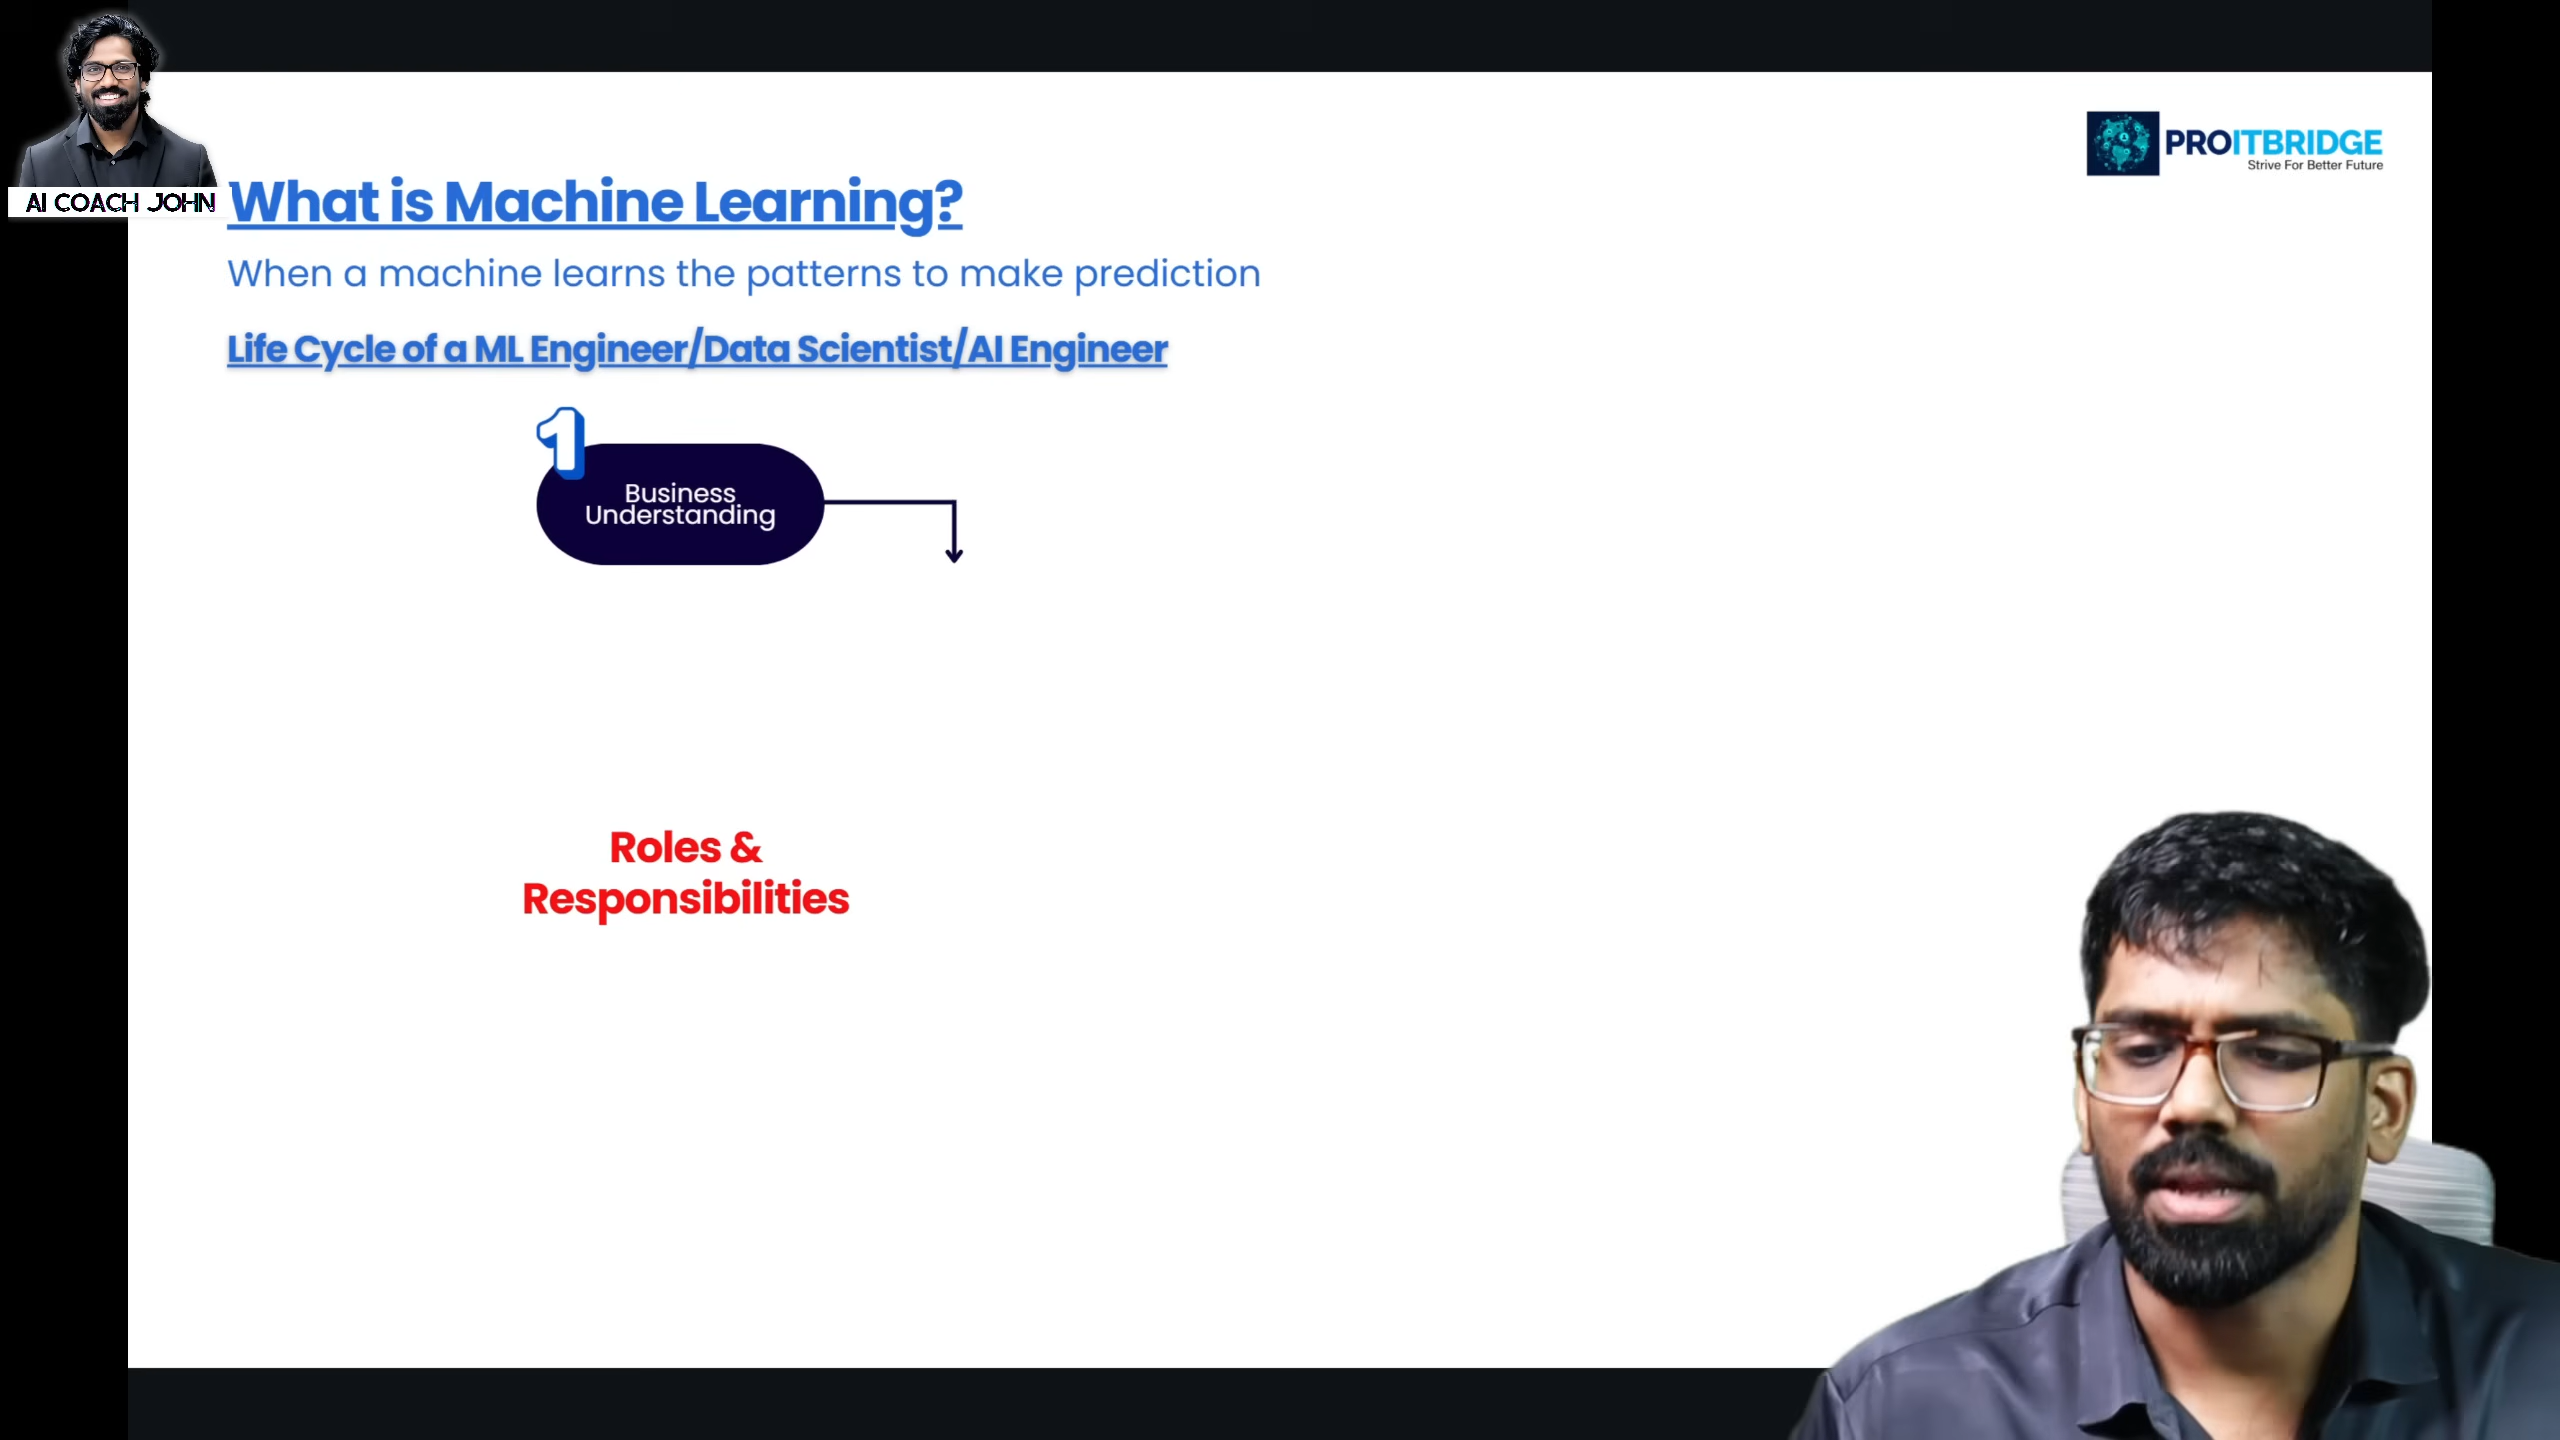 AI COACH JOHN
PROITBRIDGE
Strive For Better Future
What is Machine Learning?
When a machine learns the patterns to make prediction
Life Cycle of a ML Engineer/Data Scientist/AI Engineer
1
Business
Understanding
Roles &
Responsibilities